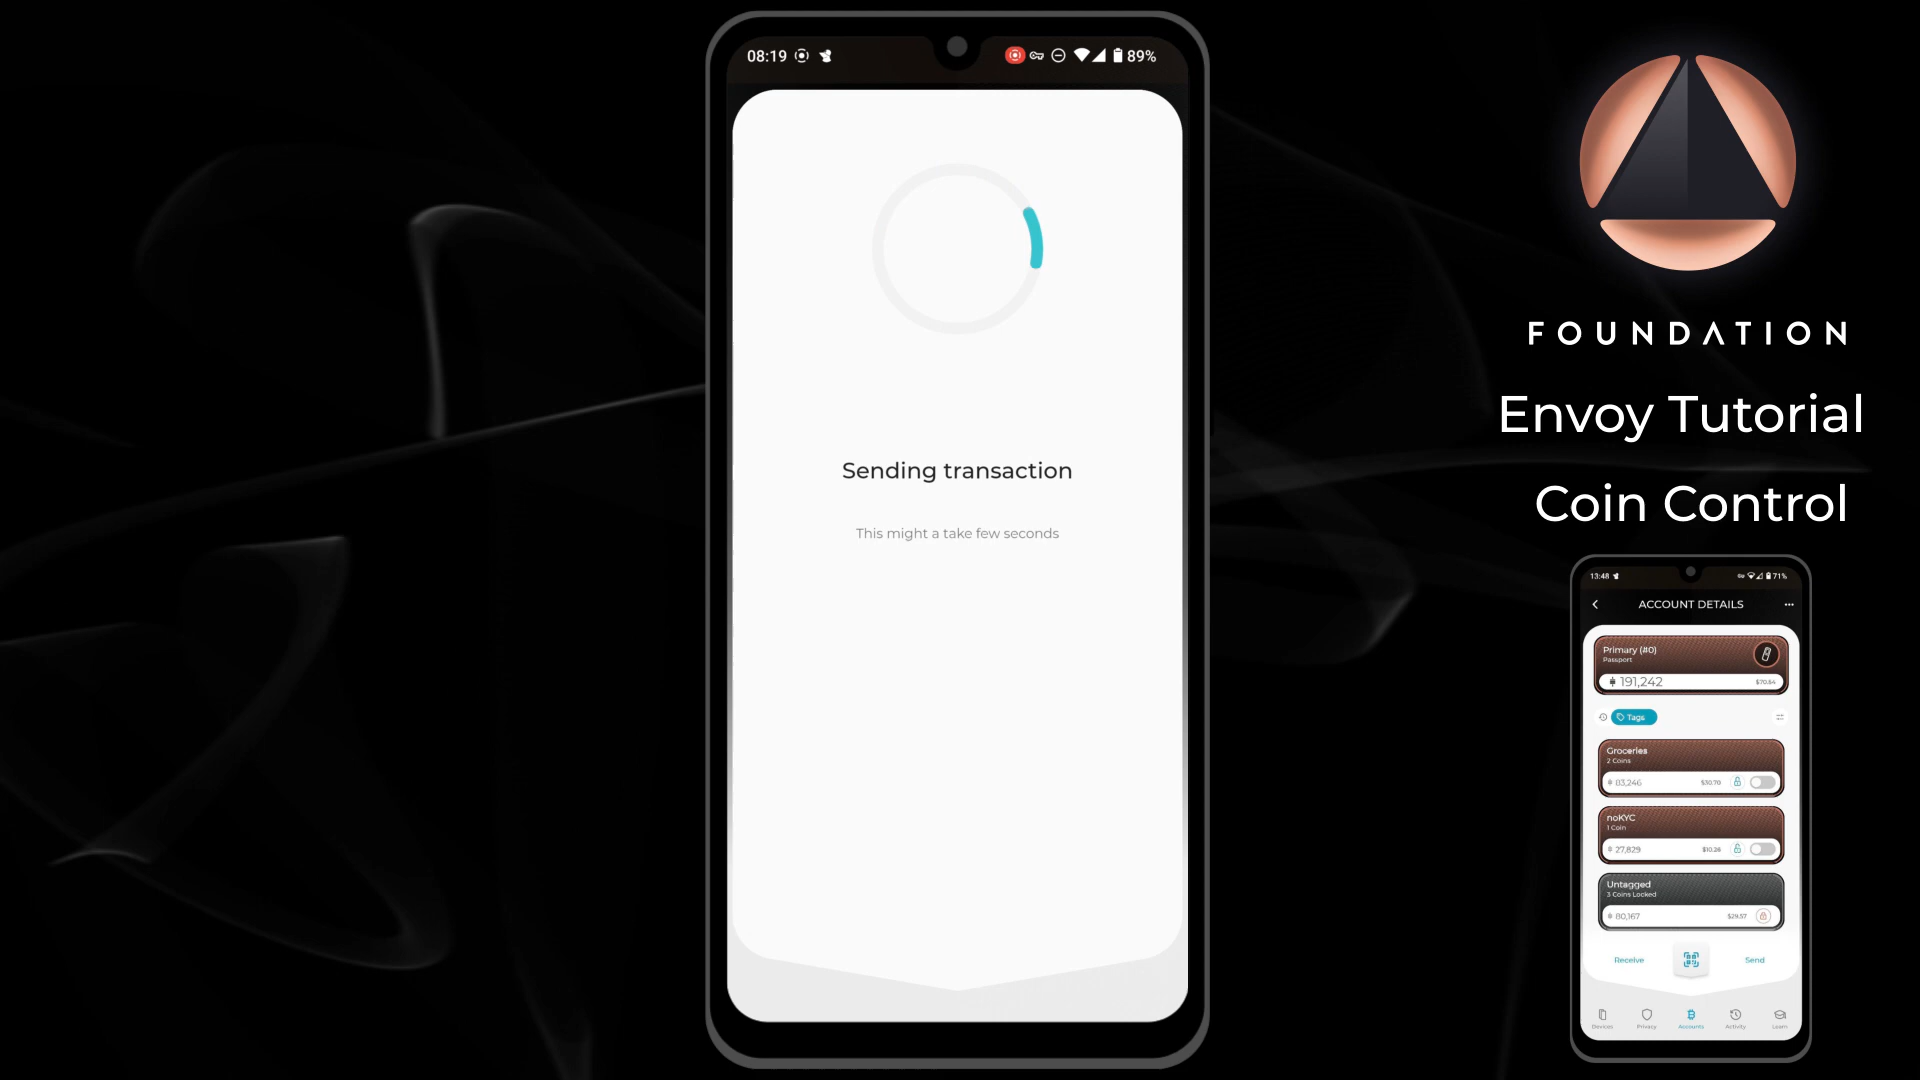 08:19
89%
Sending transaction
This might a take few seconds
FOUNDATION
Envoy Tutorial
Coin Control
13:48
71%
ACCOUNT DETAILS
Primary (#0)
Passport
191,242
$70.54
Tags
Groceries
2 Coins
83,246
$30.70
noKYC
1 Coin
27,829
$10.26
Untagged
3 Coins Locked
80,167
$29.57
Receive
Send
Devices
Privacy
Accounts
Activity
Learn